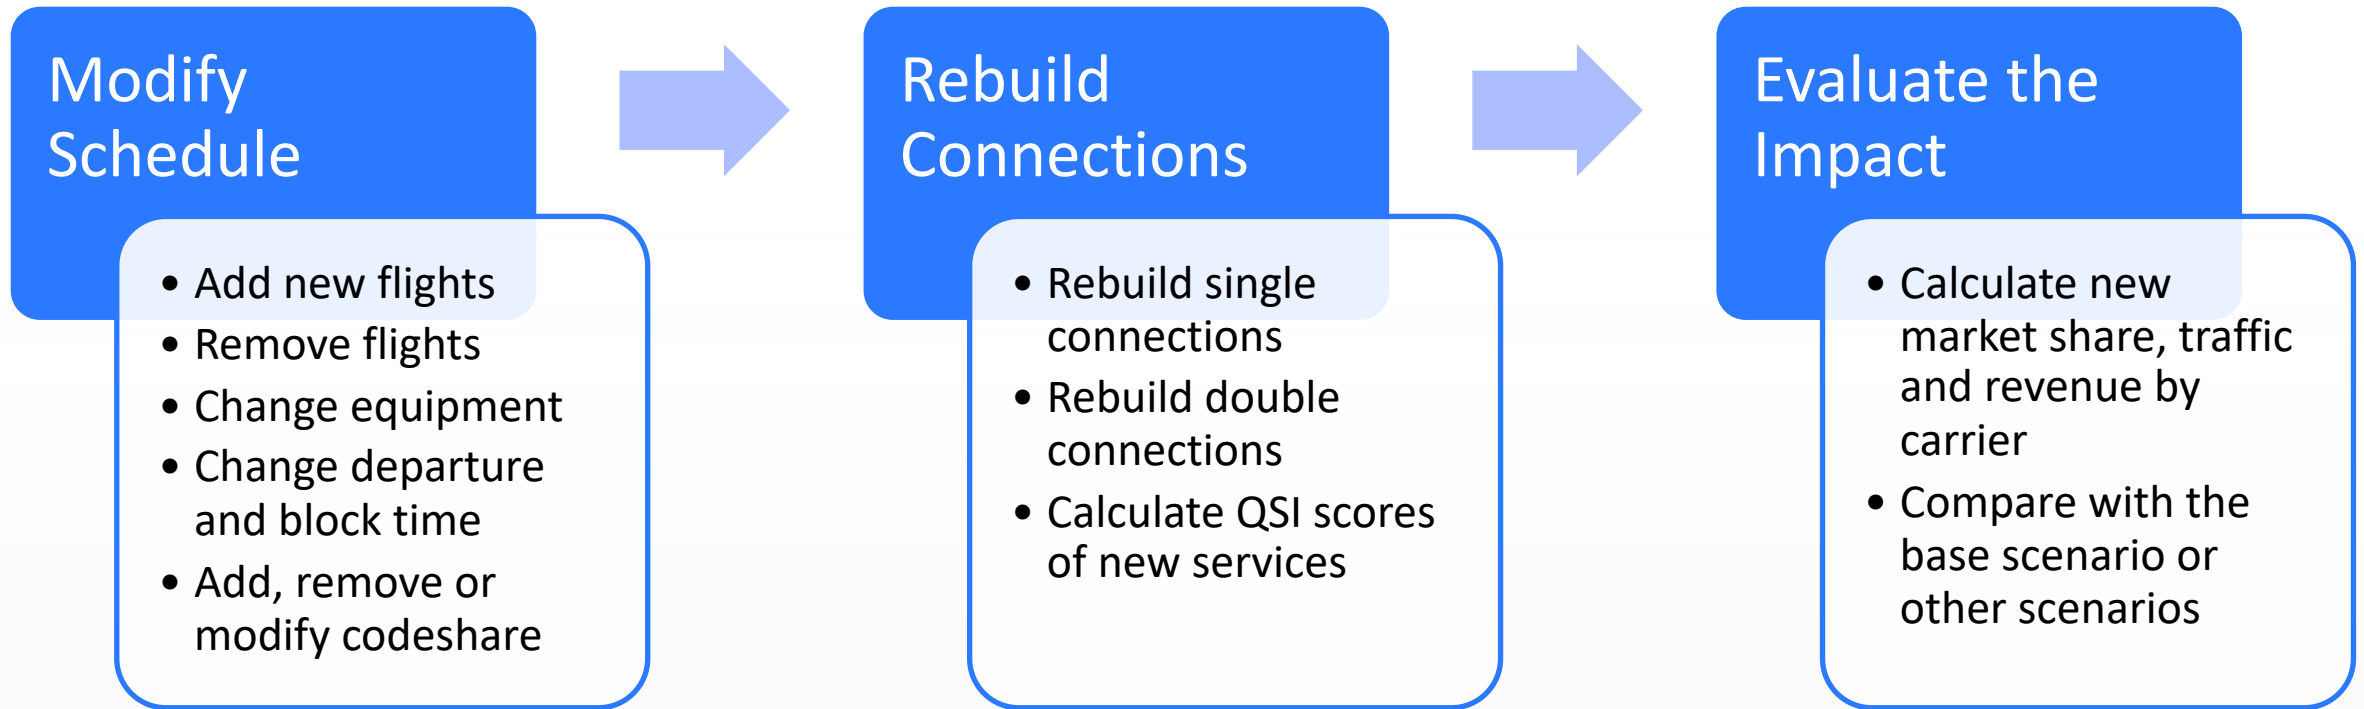 Modify
Schedule
• Add new flights
• Remove flights
• Change equipment
• Change departure
and block time
• Add, remove or
modify codeshare
Rebuild
Connections
• Rebuild single
connections
• Rebuild double
connections
• Calculate QSI scores
of new services
Evaluate the
Impact
• Calculate new
market share, traffic
and revenue by
carrier
• Compare with the
base scenario or
other scenarios